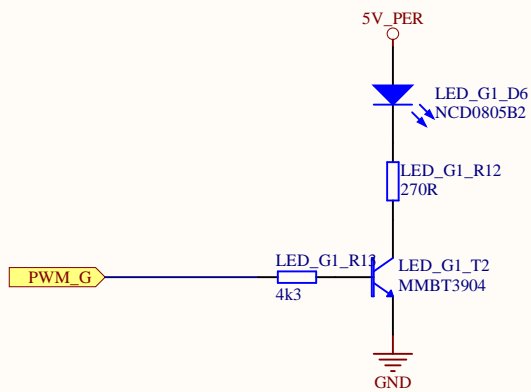 5V_PER
LED_G1_D6
NCD0805B2
LED_G1_R12
270R
LED_G1_R13
4k3
PWM_G
LED_G1_T2
MMBT3904
GND